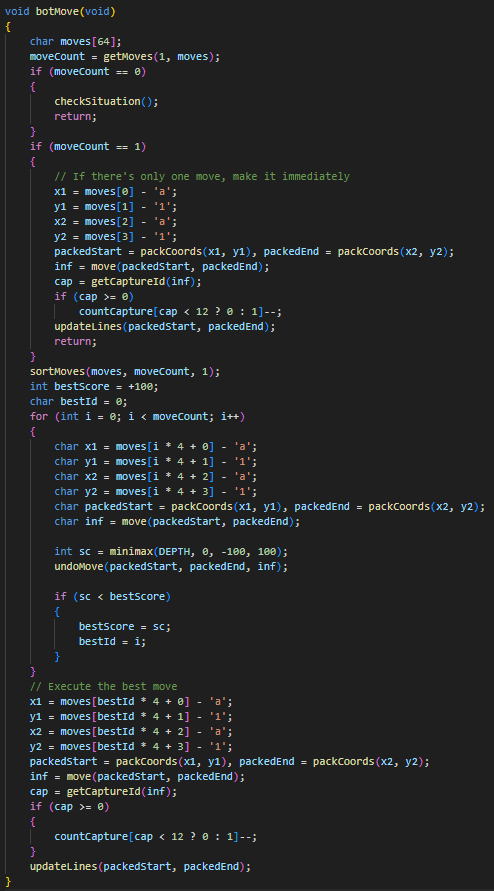 void botMove(void)
{
    char moves[64];
    moveCount = getMoves(1, moves);
    if (moveCount == 0)
    {
        checkSituation();
        return;
    }
    if (moveCount == 1)
    {
        // If there's only one move, make it immediately
        x1 = moves[0] - 'a';
        y1 = moves[1] - '1';
        x2 = moves[2] - 'a';
        y2 = moves[3] - '1';
        packedStart = packCoords(x1, y1), packedEnd = packCoords(x2, y2);
        inf = move(packedStart, packedEnd);
        cap = getCaptureId(inf);
        if (cap >= 0)
            countCapture[cap < 12 ? 0 : 1]--;
        updateLines(packedStart, packedEnd);
        return;
    }
    sortMoves(moves, moveCount, 1);
    int bestScore = +100;
    char bestId = 0;
    for (int i = 0; i < moveCount; i++)
    {
        char x1 = moves[i * 4 + 0] - 'a';
        char y1 = moves[i * 4 + 1] - '1';
        char x2 = moves[i * 4 + 2] - 'a';
        char y2 = moves[i * 4 + 3] - '1';
        char packedStart = packCoords(x1, y1), packedEnd = packCoords(x2, y2);
        char inf = move(packedStart, packedEnd);

        int sc = minimax(DEPTH, 0, -100, 100);
        undoMove(packedStart, packedEnd, inf);

        if (sc < bestScore)
        {
            bestScore = sc;
            bestId = i;
        }
    }
    // Execute the best move
    x1 = moves[bestId * 4 + 0] - 'a';
    y1 = moves[bestId * 4 + 1] - '1';
    x2 = moves[bestId * 4 + 2] - 'a';
    y2 = moves[bestId * 4 + 3] - '1';
    packedStart = packCoords(x1, y1), packedEnd = packCoords(x2, y2);
    inf = move(packedStart, packedEnd);
    cap = getCaptureId(inf);
    if (cap >= 0)
    {
        countCapture[cap < 12 ? 0 : 1]--;
    }
    updateLines(packedStart, packedEnd);
}